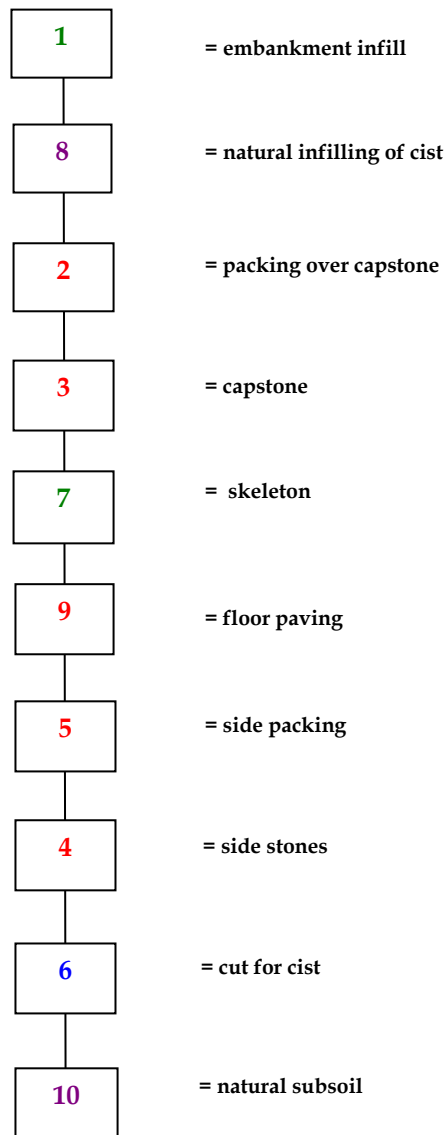 1 = embankment infill
8 = natural infilling of cist
2 = packing over capstone
3 = capstone
7 = skeleton
9 = floor paving
5 = side packing
4 = side stones
6 = cut for cist
10 = natural subsoil